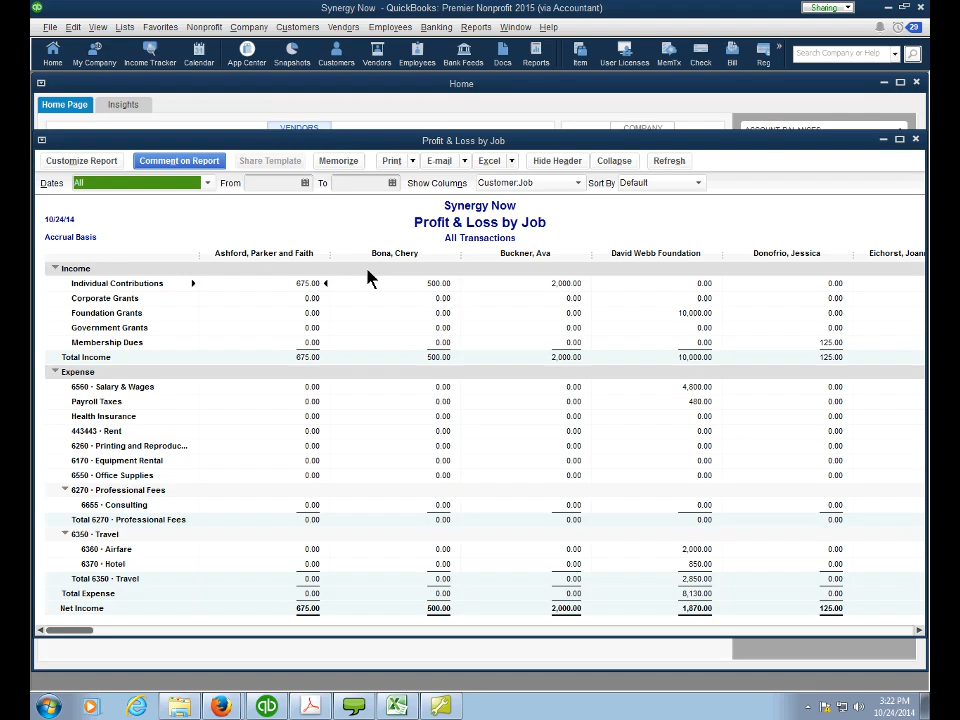 Synergy Now - QuickBooks: Premier Nonprofit 2015 (via Accountant)
Sharing
File Edit View Lists Favorites Nonprofit Company Customers Vendors Employees Banking Reports Window Help 29
Home My Company Income Tracker Calendar App Center Snapshots Customers Vendors Employees Bank Feeds Docs Reports Item User Licenses MemTx Check Bill Reg » Search Company or Help
Home
Home Page Insights
VENDORS COMPANY ACCOUNT BALANCES
Profit & Loss by Job
Customize Report Comment on Report Share Template Memorize Print E-mail Excel Hide Header Collapse Refresh
Dates All From To Show Columns Customer:Job Sort By Default
Synergy Now
10/24/14 Profit & Loss by Job
Accrual Basis All Transactions
Ashford, Parker and Faith Bona, Chery Buckner, Ava David Webb Foundation Donofrio, Jessica Eichorst, Joan
Income
Individual Contributions 675.00 500.00 2,000.00 0.00 0.00
Corporate Grants 0.00 0.00 0.00 0.00 0.00
Foundation Grants 0.00 0.00 0.00 10,000.00 0.00
Government Grants 0.00 0.00 0.00 0.00 0.00
Membership Dues 0.00 0.00 0.00 0.00 125.00
Total Income 675.00 500.00 2,000.00 10,000.00 125.00
Expense
6560 · Salary & Wages 0.00 0.00 0.00 4,800.00 0.00
Payroll Taxes 0.00 0.00 0.00 480.00 0.00
Health Insurance 0.00 0.00 0.00 0.00 0.00
443443 · Rent 0.00 0.00 0.00 0.00 0.00
6260 · Printing and Reproduc... 0.00 0.00 0.00 0.00 0.00
6170 · Equipment Rental 0.00 0.00 0.00 0.00 0.00
6550 · Office Supplies 0.00 0.00 0.00 0.00 0.00
6270 · Professional Fees
6655 · Consulting 0.00 0.00 0.00 0.00 0.00
Total 6270 · Professional Fees 0.00 0.00 0.00 0.00 0.00
6350 · Travel
6360 · Airfare 0.00 0.00 0.00 2,000.00 0.00
6370 · Hotel 0.00 0.00 0.00 850.00 0.00
Total 6350 · Travel 0.00 0.00 0.00 2,850.00 0.00
Total Expense 0.00 0.00 0.00 8,130.00 0.00
Net Income 675.00 500.00 2,000.00 1,870.00 125.00
3:22 PM
10/24/2014